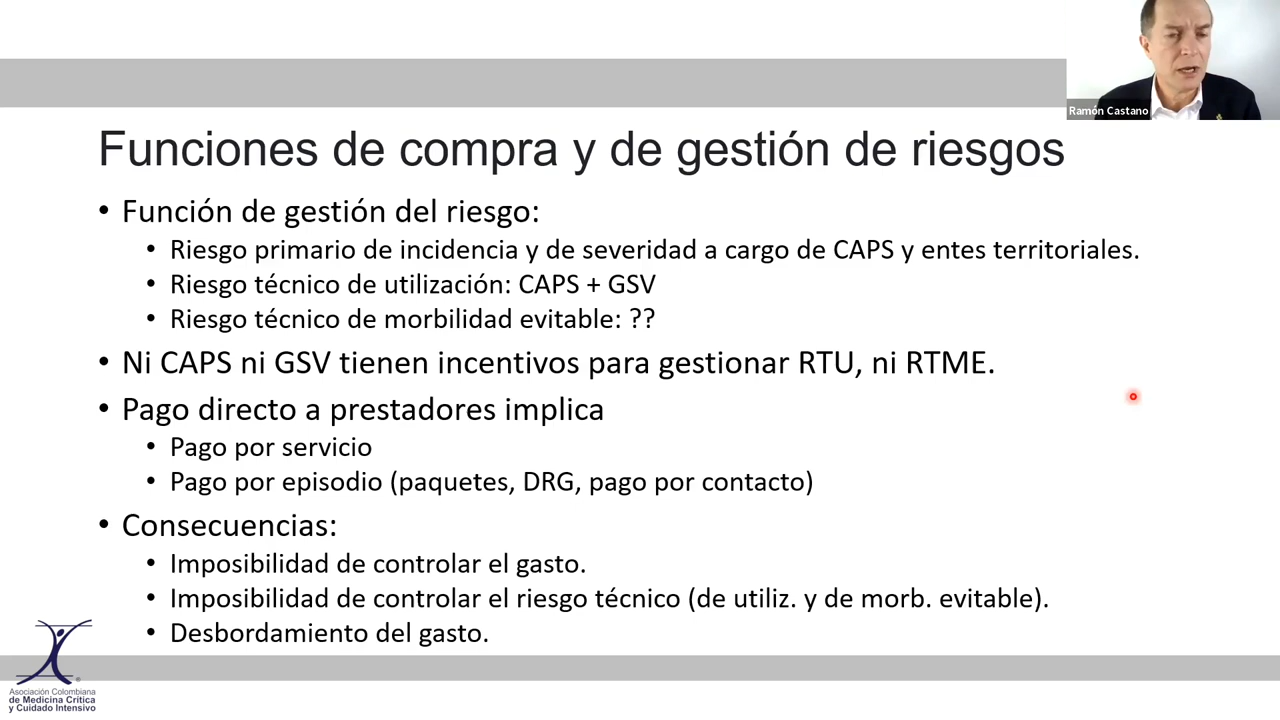 Ramón Castano
Funciones de compra y de gestión de riesgos
• Función de gestión del riesgo:
• Riesgo primario de incidencia y de severidad a cargo de CAPS y entes territoriales.
• Riesgo técnico de utilización: CAPS + GSV
• Riesgo técnico de morbilidad evitable: ??
• Ni CAPS ni GSV tienen incentivos para gestionar RTU, ni RTME.
• Pago directo a prestadores implica
• Pago por servicio
• Pago por episodio (paquetes, DRG, pago por contacto)
• Consecuencias:
• Imposibilidad de controlar el gasto.
• Imposibilidad de controlar el riesgo técnico (de utiliz. y de morb. evitable).
• Desbordamiento del gasto.
®
Asociación Colombiana
de Medicina Crítica
y Cuidado Intensivo